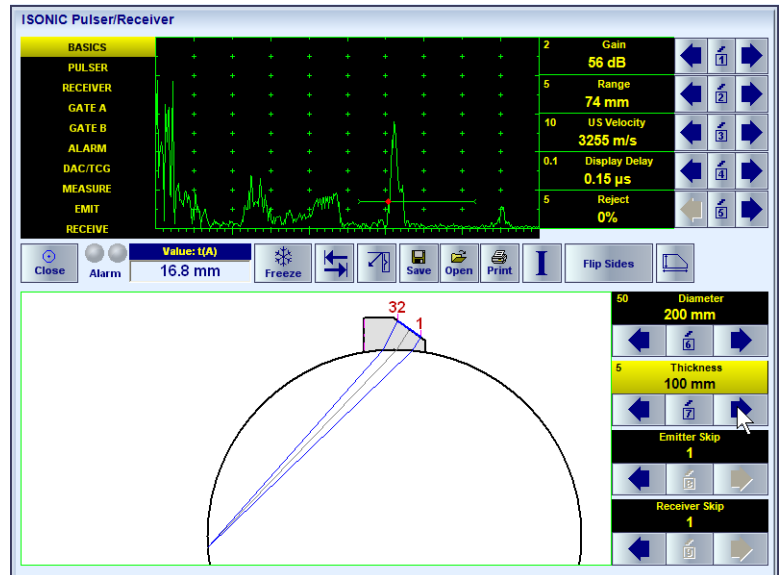 ISONIC Pulser/Receiver
BASICS
PULSER
RECEIVER
GATE A
GATE B
ALARM
DAC/TCG
MEASURE
EMIT
RECEIVE
2 Gain
56 dB
1
5 Range
74 mm
2
10 US Velocity
3255 m/s
3
0.1 Display Delay
0.15 µs
4
5 Reject
0%
5
Close
Alarm
Value: t(A)
16.8 mm
Freeze
Save
Open
Print
I
Flip Sides
32
1
50 Diameter
200 mm
6
5 Thickness
100 mm
7
Emitter Skip
1
8
Receiver Skip
1
9